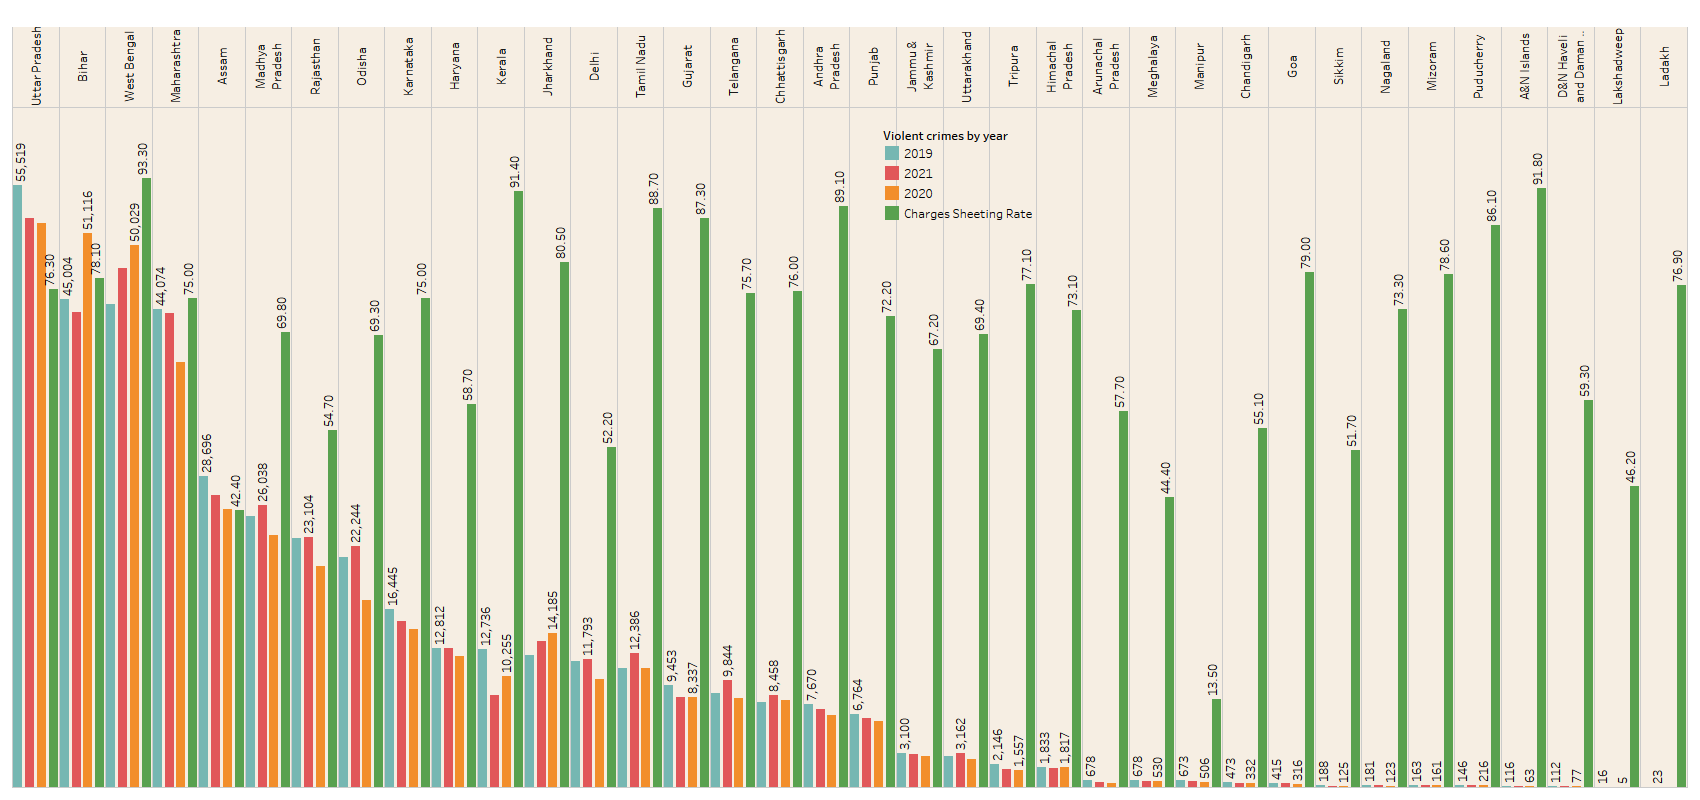 Uttar Pradesh
Bihar
West Bengal
Maharashtra
Assam
Madhya
Pradesh
Rajasthan
Odisha
Karnataka
Haryana
Kerala
Jharkhand
Delhi
Tamil Nadu
Gujarat
Telangana
Chhattisgarh
Andhra
Pradesh
Punjab
Jammu &
Kashmir
Uttarakhand
Tripura
Himachal
Pradesh
Arunachal
Pradesh
Meghalaya
Manipur
Chandigarh
Goa
Sikkim
Nagaland
Mizoram
Puducherry
A&N Islands
D&N Haveli
and Daman ..
Lakshadweep
Ladakh
Violent crimes by year
2019
2021
2020
Charges Sheeting Rate
55,519
76.30
45,004
51,116
78.10
50,029
93.30
44,074
75.00
28,696
42.40
26,038
69.80
23,104
54.70
22,244
69.30
16,445
75.00
12,812
58.70
12,736
10,255
91.40
14,185
80.50
11,793
52.20
12,386
88.70
9,453
8,337
87.30
9,844
75.70
8,458
76.00
7,670
89.10
6,764
72.20
3,100
67.20
3,162
69.40
2,146
1,557
77.10
1,833
1,817
73.10
678
57.70
678
530
44.40
673
506
13.50
473
332
55.10
415
316
79.00
188
125
51.70
181
123
73.30
163
161
78.60
146
216
86.10
116
63
91.80
112
77
59.30
16
5
46.20
23
76.90